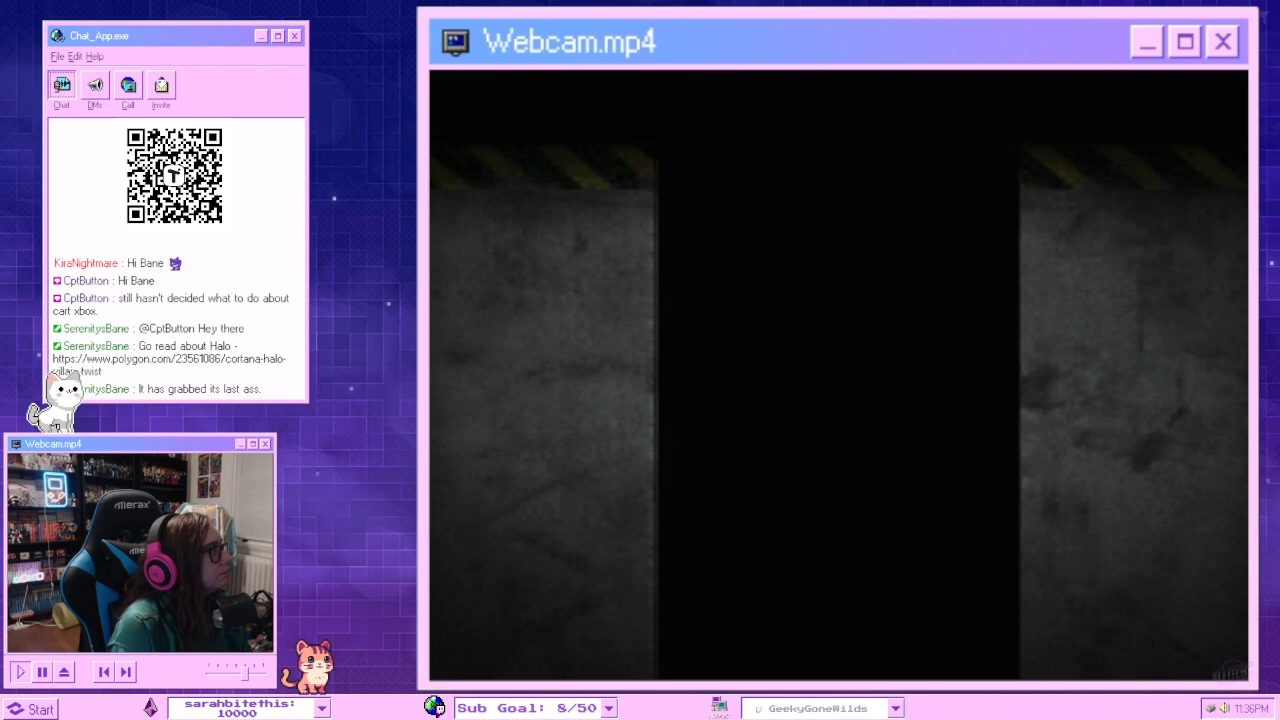 Chat_App.exe
File Edit Help
Chat DMs Call Invite
T
KiraNightmare : Hi Bane
CptButton : Hi Bane
CptButton : still hasn't decided what to do about
cart xbox.
SerenitysBane : @CptButton Hey there
SerenitysBane : Go read about Halo -
https://www.polygon.com/23561086/cortana-halo-
villain-twist
nitysBane : It has grabbed its last ass.
Webcam.mp4
merax
me
Webcam.mp4
Start
sarahbitethis:
10000
Sub Goal: 8/50
GeekyGoneWilds
11:36PM